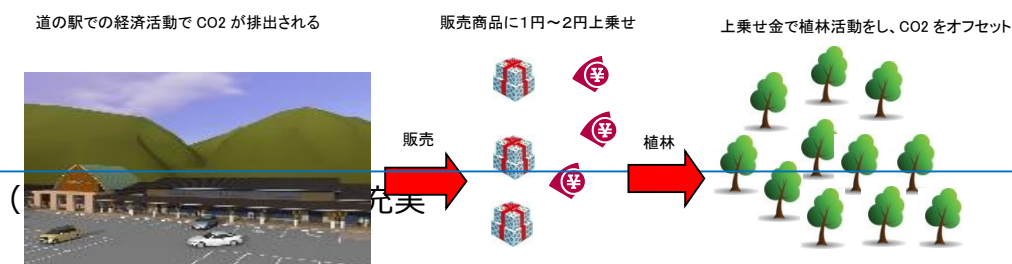 道の駅での経済活動で CO2 が排出される
販売商品に1円～2円上乗せ
上乗せ金で植林活動をし、CO2 をオフセット
販売
植林
(
充実